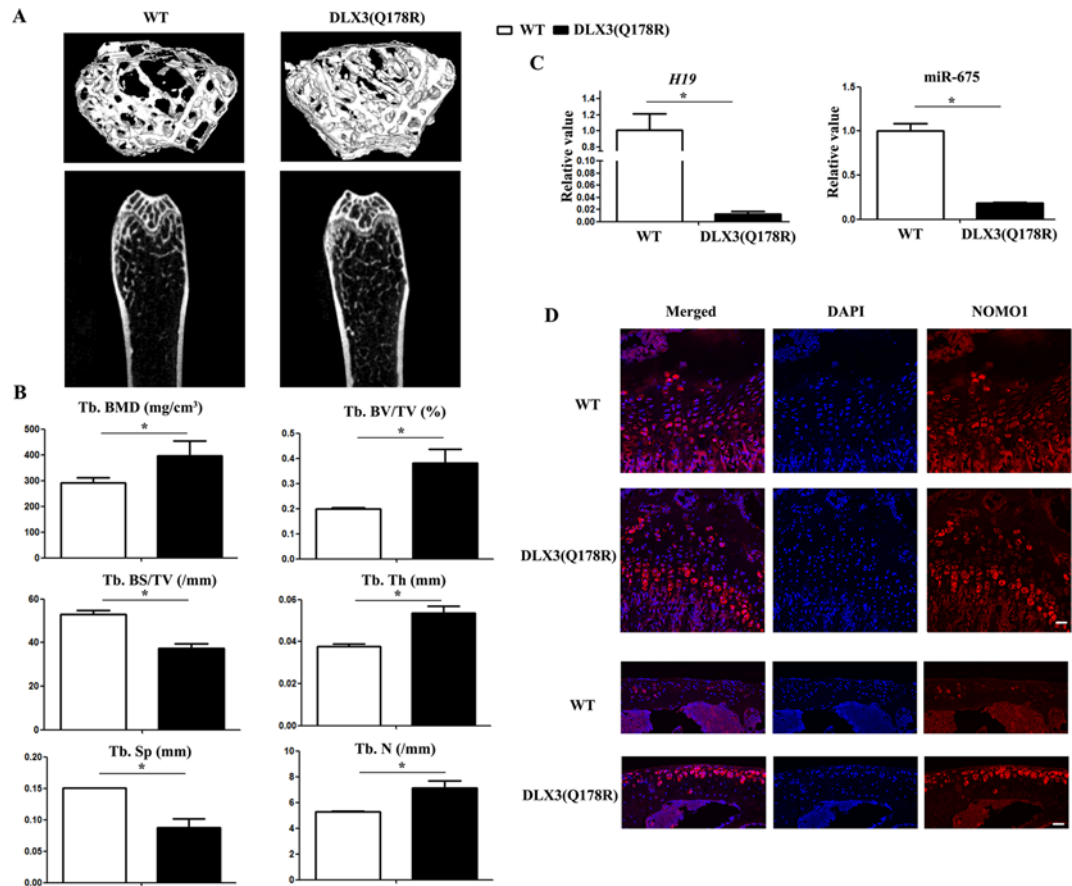 A
WT
DLX3(Q178R)
B
Tb. BMD (mg/cm³)
500
400
300
200
100
0
*
Tb. BV/TV (%)
0.5
0.4
0.3
0.2
0.1
0.0
*
Tb. BS/TV (/mm)
60
40
20
0
*
Tb. Th (mm)
0.06
0.04
0.02
0.00
*
Tb. Sp (mm)
0.20
0.15
0.10
0.05
0.00
*
Tb. N (/mm)
10
8
6
4
2
0
*
WT DLX3(Q178R)
C
H19
Relative value
1.4
1.2
1.0
0.8
0.6
0.10
0.08
0.06
0.04
0.02
0.00
*
WT
DLX3(Q178R)
miR-675
Relative value
1.5
1.0
0.5
0.0
*
WT
DLX3(Q178R)
D
Merged
DAPI
NOMO1
WT
DLX3(Q178R)
WT
DLX3(Q178R)